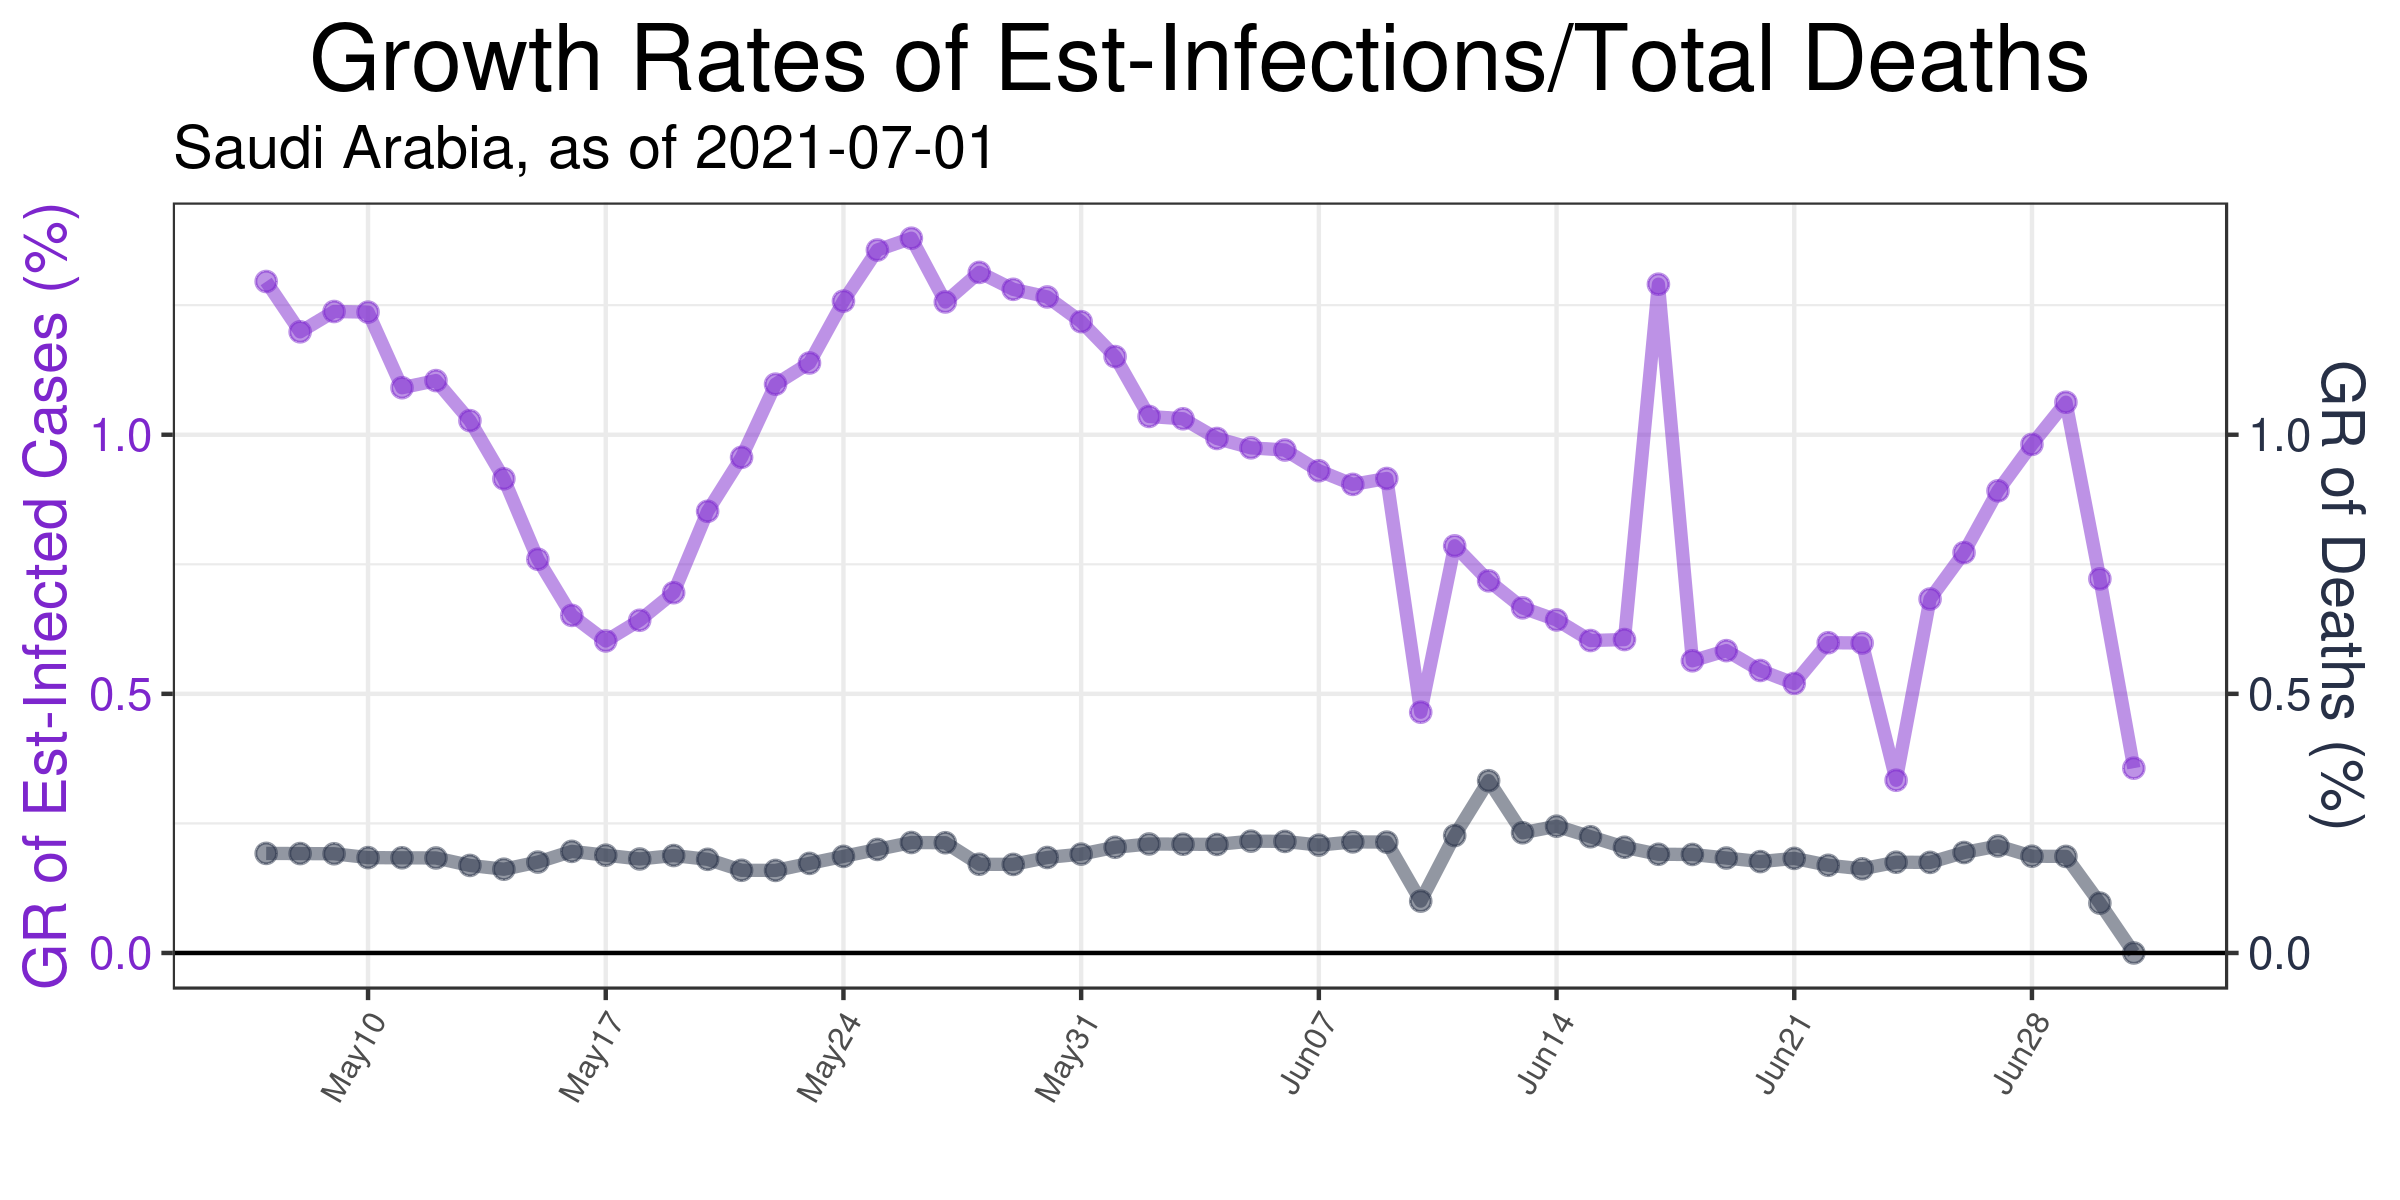 Growth Rates of Est-Infections/Total Deaths
Saudi Arabia, as of 2021-07-01
GR of Est-Infected Cases (%)
1.0
0.5
0.0
GR of Deaths (%)
1.0
0.5
0.0
May10
May17
May24
May31
Jun07
Jun14
Jun21
Jun28